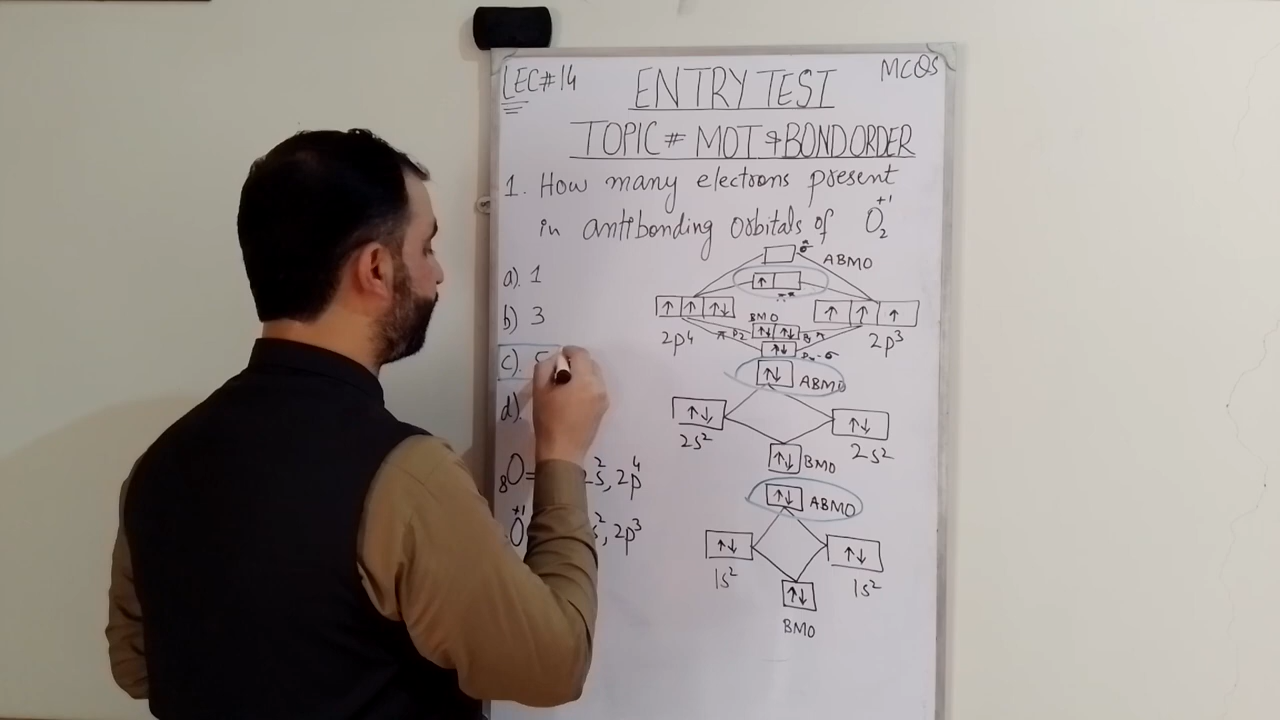 LEC#14
ENTRY TEST
MCQS
TOPIC # MOT & BOND ORDER
1. How many electrons present
in antibonding orbitals of O₂⁺¹
a). 1
b) 3
c). 5
d).
σ* ABMO
π*
2p⁴
BMO
2p³
ABMO
2s²
2s²
BMO
ABMO
1s²
1s²
BMO
₈O= 2s², 2p⁴
O⁺¹ s², 2p³